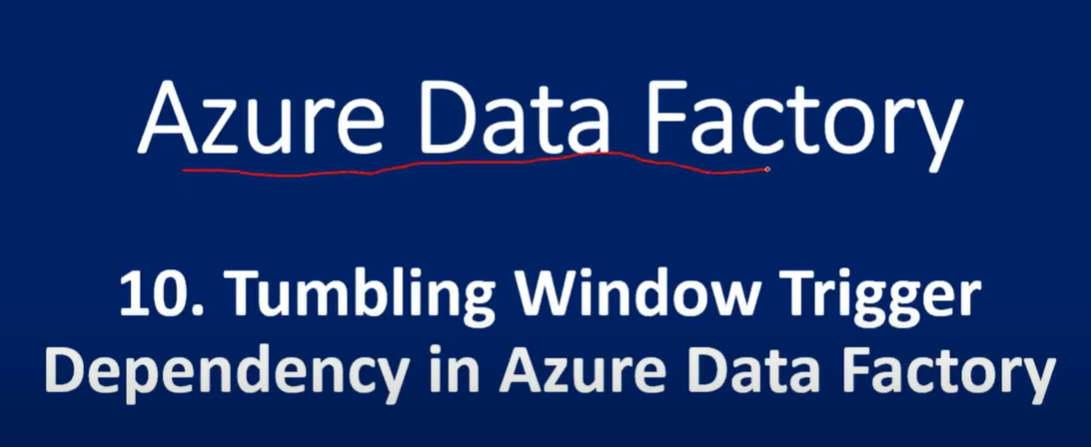 Azure Data Factory
10. Tumbling Window Trigger
Dependency in Azure Data Factory